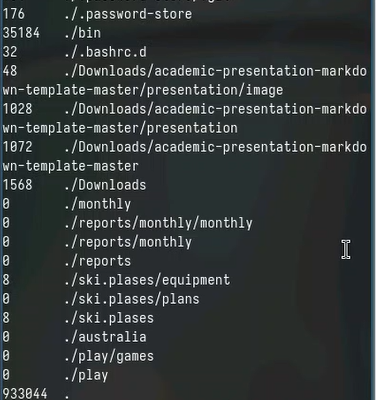 176     ./.password-store
35184   ./bin
32      ./.bashrc.d
48      ./Downloads/academic-presentation-markdo
wn-template-master/presentation/image
1028    ./Downloads/academic-presentation-markdo
wn-template-master/presentation
1072    ./Downloads/academic-presentation-markdo
wn-template-master
1568    ./Downloads
0       ./monthly
0       ./reports/monthly/monthly
0       ./reports/monthly
0       ./reports
8       ./ski.plases/equipment
0       ./ski.plases/plans
8       ./ski.plases
0       ./australia
0       ./play/games
0       ./play
933044  .